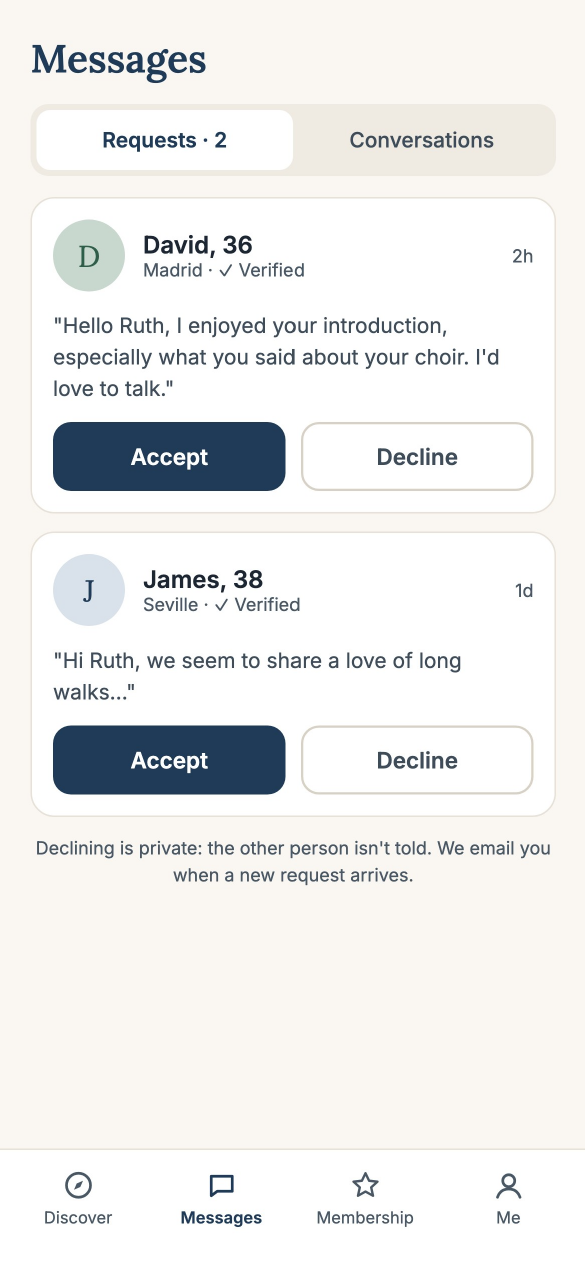 Messages
Requests · 2
Conversations
D
David, 36
Madrid · ✓ Verified
2h
"Hello Ruth, I enjoyed your introduction,
especially what you said about your choir. I'd
love to talk."
Accept
Decline
J
James, 38
Seville · ✓ Verified
1d
"Hi Ruth, we seem to share a love of long
walks..."
Accept
Decline
Declining is private: the other person isn't told. We email you
when a new request arrives.
Discover
Messages
Membership
Me